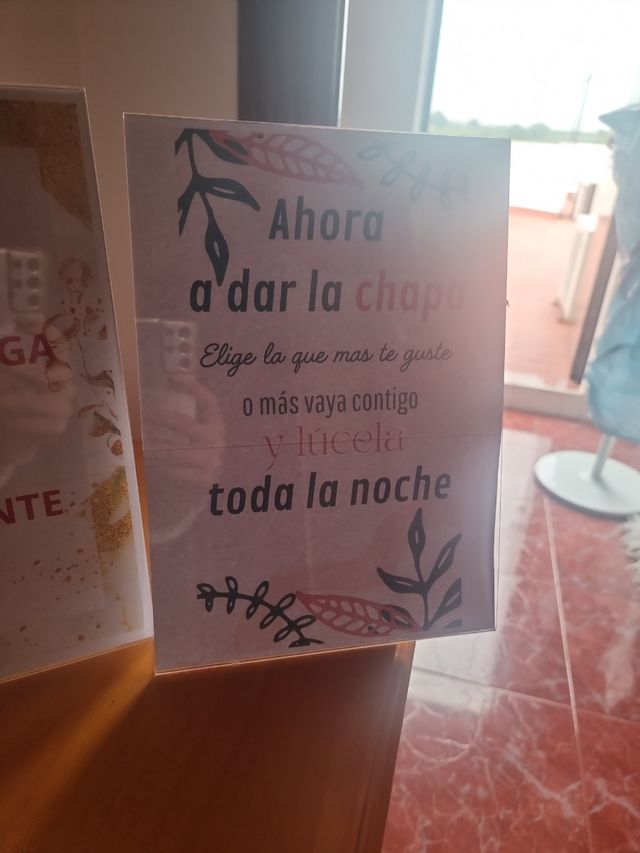 Ahora
a dar la chapa
Elige la que mas te guste
o más vaya contigo
y lúcela
toda la noche
GA
NTE